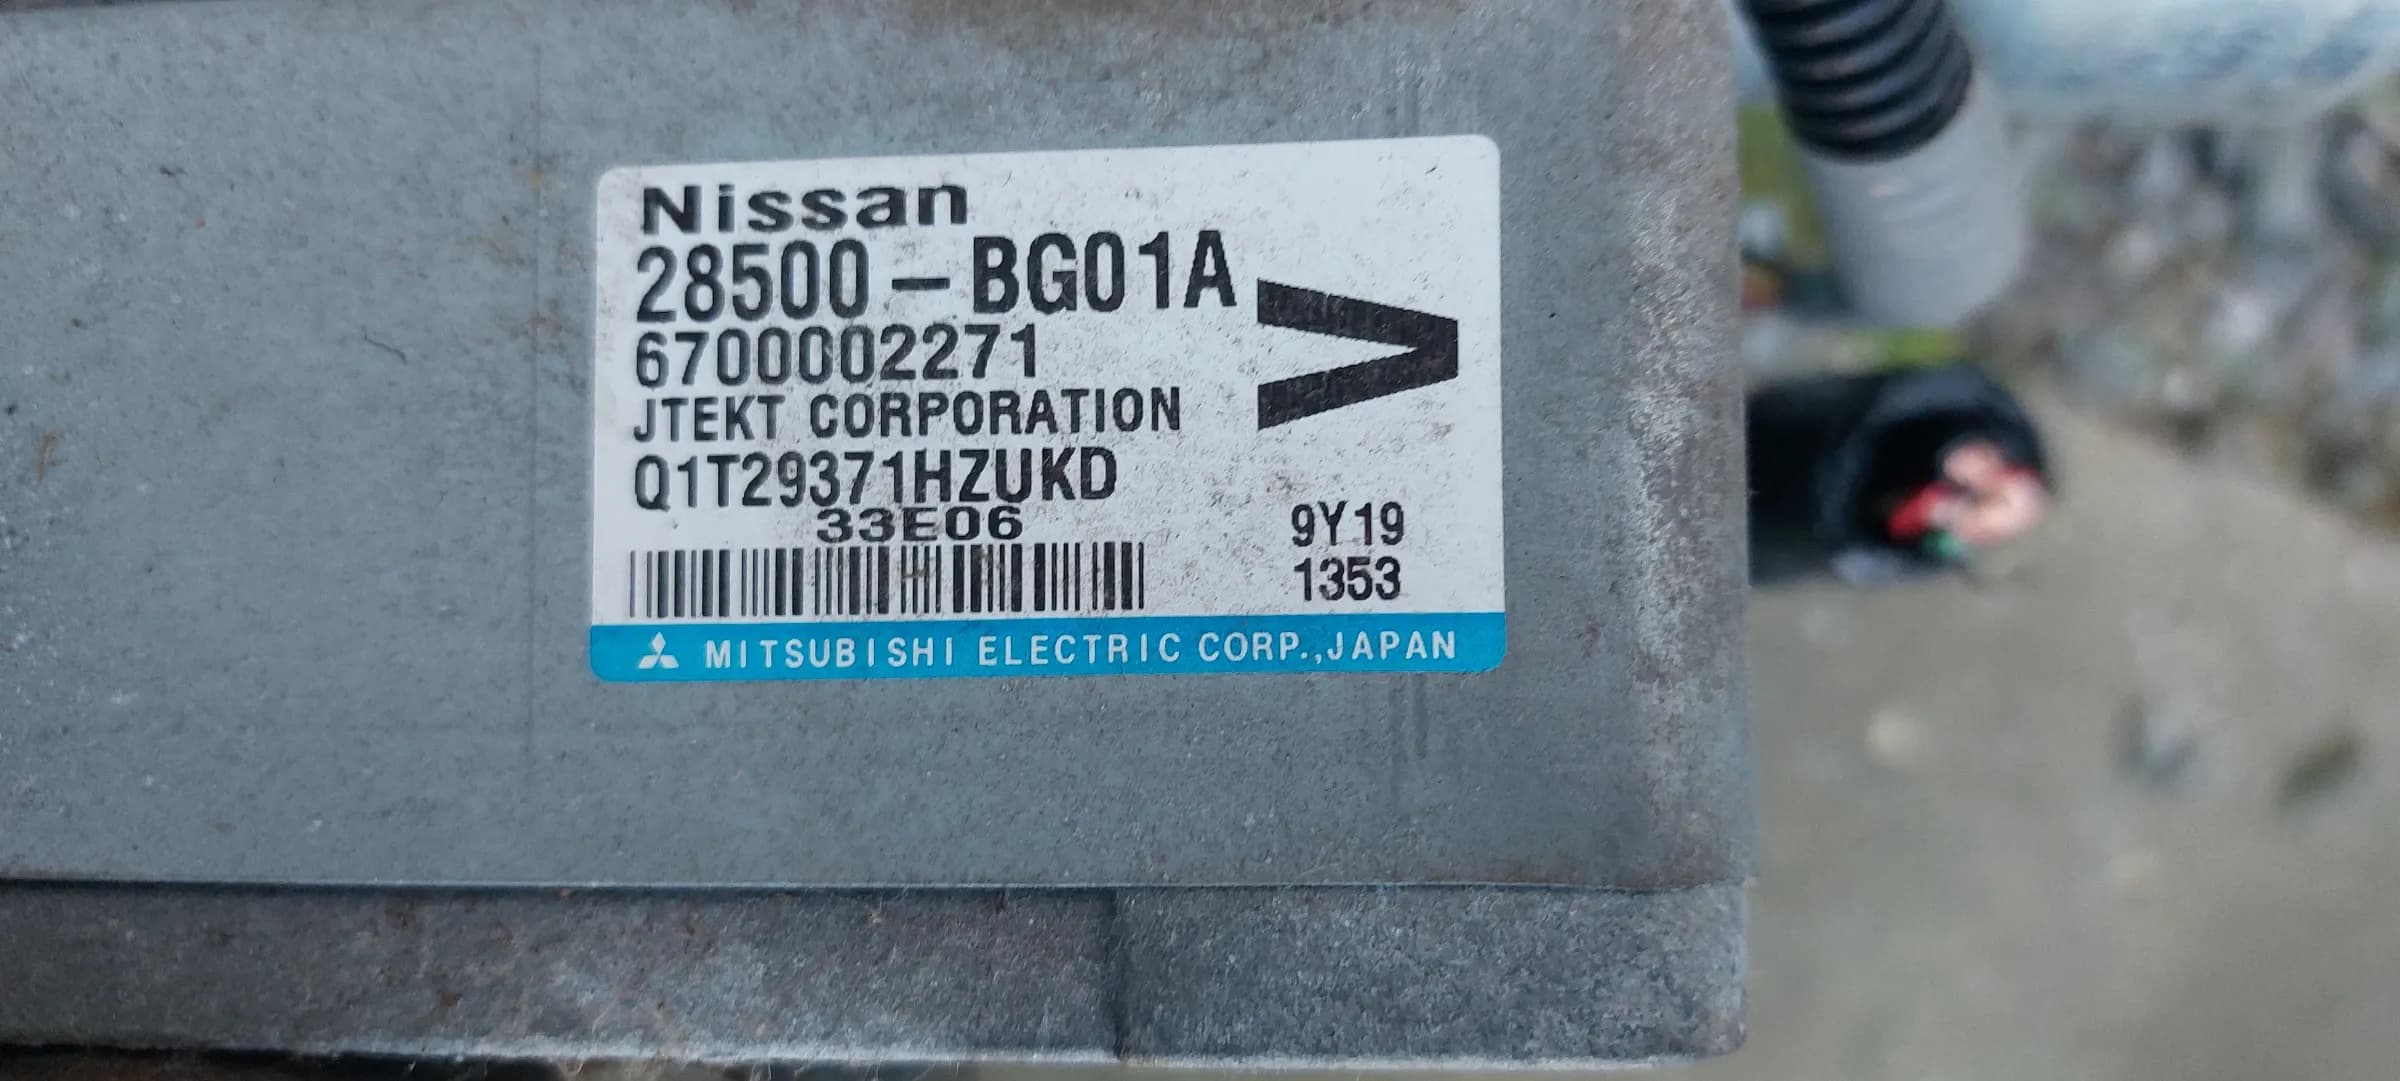 Nissan
28500-BG01A
V
6700002271
JTEKT CORPORATION
Q1T29371HZUKD
33E06
9Y19
1353
MITSUBISHI ELECTRIC CORP.,JAPAN